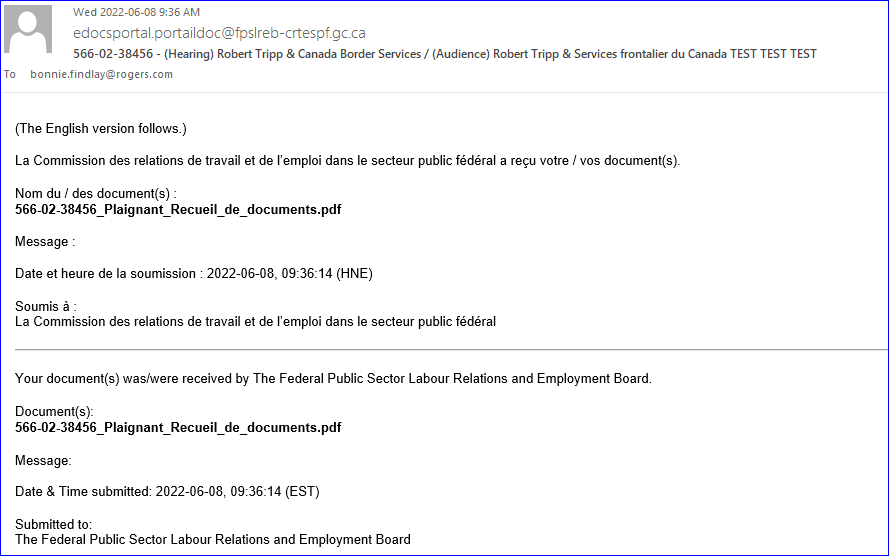 Wed 2022-06-08 9:36 AM
edocsportal.portaildoc@fpslreb-crtespf.gc.ca
566-02-38456 - (Hearing) Robert Tripp & Canada Border Services / (Audience) Robert Tripp & Services frontalier du Canada TEST TEST TEST
To bonnie.findlay@rogers.com
(The English version follows.)
La Commission des relations de travail et de l'emploi dans le secteur public fédéral a reçu votre / vos document(s).
Nom du / des document(s) :
566-02-38456_Plaignant_Recueil_de_documents.pdf
Message :
Date et heure de la soumission : 2022-06-08, 09:36:14 (HNE)
Soumis à :
La Commission des relations de travail et de l'emploi dans le secteur public fédéral
Your document(s) was/were received by The Federal Public Sector Labour Relations and Employment Board.
Document(s):
566-02-38456_Plaignant_Recueil_de_documents.pdf
Message:
Date & Time submitted: 2022-06-08, 09:36:14 (EST)
Submitted to:
The Federal Public Sector Labour Relations and Employment Board